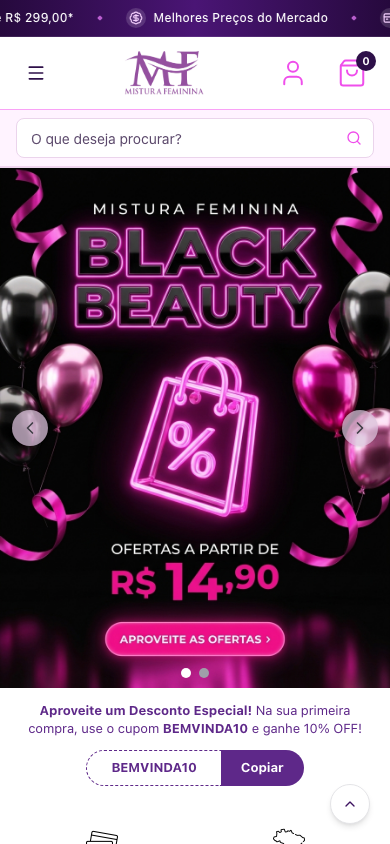 R$ 299,00* • Melhores Preços do Mercado •
MF
MISTURA FEMININA
0
O que deseja procurar?
MISTURA FEMININA
BLACK
BEAUTY
%
OFERTAS A PARTIR DE
R$ 14,90
APROVEITE AS OFERTAS ›
Aproveite um Desconto Especial! Na sua primeira
compra, use o cupom BEMVINDA10 e ganhe 10% OFF!
BEMVINDA10 Copiar